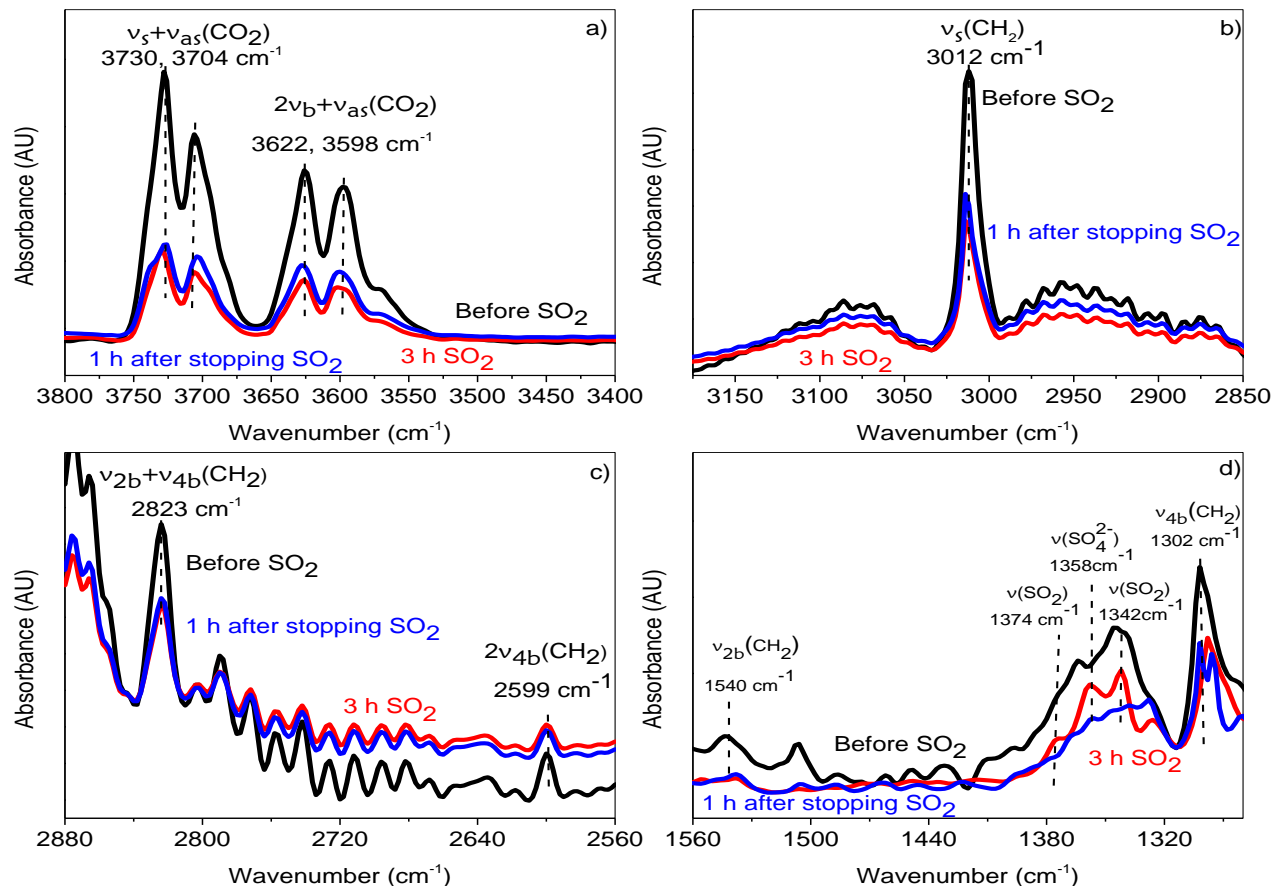 a)
νs+νas(CO2)
3730, 3704 cm-1
2νb+νas(CO2)
3622, 3598 cm-1
Before SO2
1 h after stopping SO2
3 h SO2
Absorbance (AU)
3800 3750 3700 3650 3600 3550 3500 3450 3400
Wavenumber (cm-1)
b)
νs(CH2)
3012 cm-1
Before SO2
1 h after stopping SO2
3 h SO2
Absorbance (AU)
3150 3100 3050 3000 2950 2900 2850
Wavenumber (cm-1)
c)
ν2b+ν4b(CH2)
2823 cm-1
Before SO2
1 h after stopping SO2
2ν4b(CH2)
2599 cm-1
3 h SO2
Absorbance (AU)
2880 2800 2720 2640 2560
Wavenumber (cm-1)
d)
ν4b(CH2)
1302 cm-1
ν(SO42-)
1358cm-1
ν(SO2)
1374 cm-1
ν(SO2)
1342cm-1
ν2b(CH2)
1540 cm-1
Before SO2
3 h SO2
1 h after stopping SO2
Absorbance (AU)
1560 1500 1440 1380 1320
Wavenumber (cm-1)